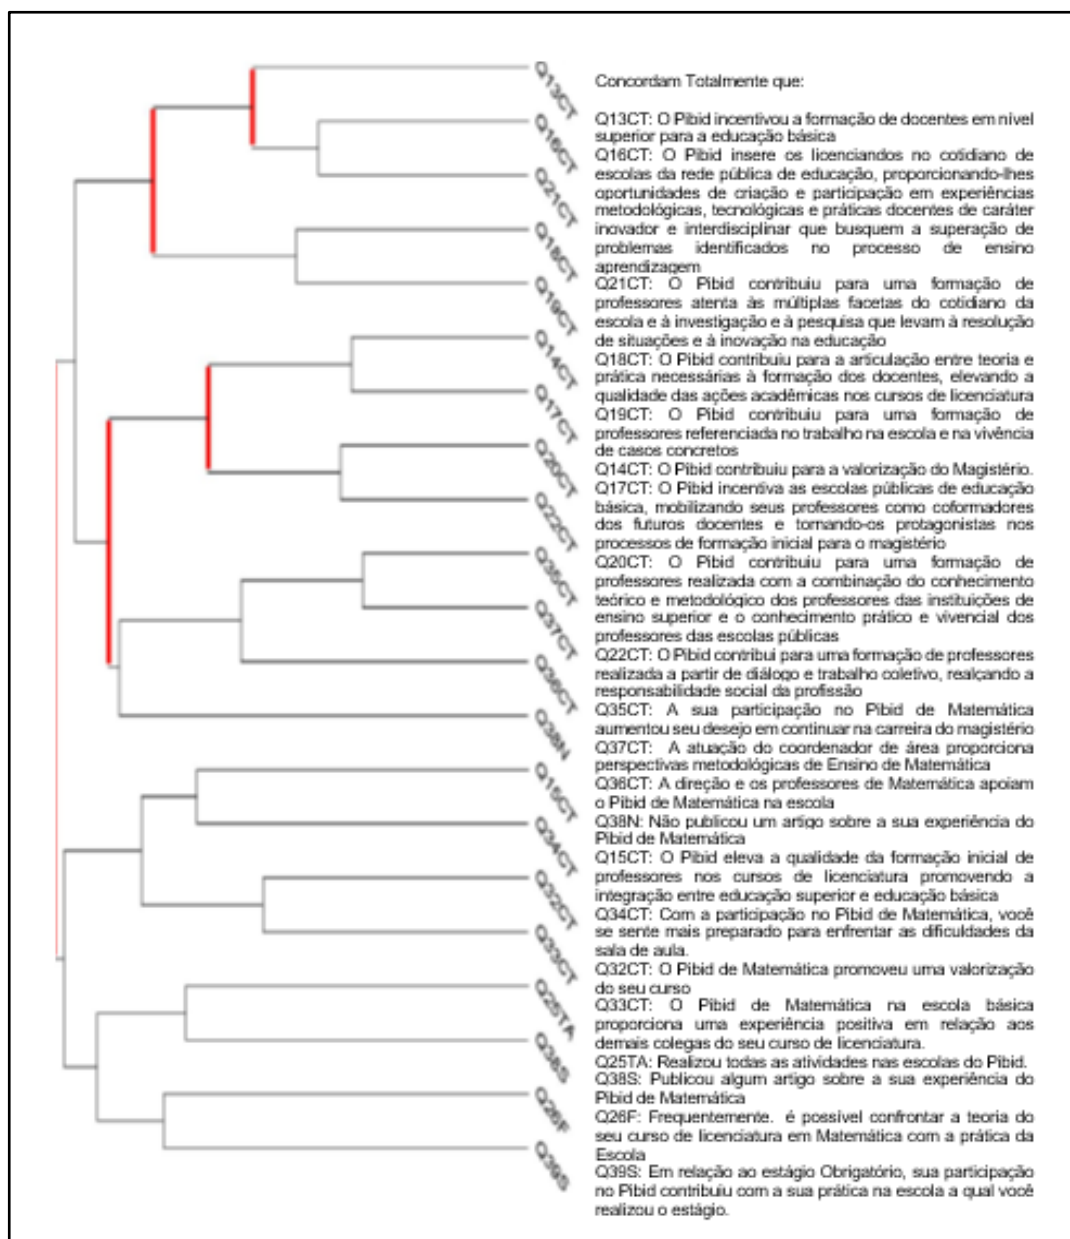 Q13CT
Q16CT
Q21CT
Q18CT
Q19CT
Q14CT
Q17CT
Q20CT
Q22CT
Q35CT
Q37CT
Q36CT
Q38N
Q15CT
Q34CT
Q32CT
Q33CT
Q25TA
Q38S
Q26F
Q39S
Concordam Totalmente que:
Q13CT: O Pibid incentivou a formação de docentes em nível
superior para a educação básica
Q16CT: O Pibid insere os licenciandos no cotidiano de
escolas da rede pública de educação, proporcionando-lhes
oportunidades de criação e participação em experiências
metodológicas, tecnológicas e práticas docentes de caráter
inovador e interdisciplinar que busquem a superação de
problemas identificados no processo de ensino
aprendizagem
Q21CT: O Pibid contribuiu para uma formação de
professores atenta às múltiplas facetas do cotidiano da
escola e à investigação e à pesquisa que levam à resolução
de situações e à inovação na educação
Q18CT: O Pibid contribuiu para a articulação entre teoria e
prática necessárias à formação dos docentes, elevando a
qualidade das ações acadêmicas nos cursos de licenciatura
Q19CT: O Pibid contribuiu para uma formação de
professores referenciada no trabalho na escola e na vivência
de casos concretos
Q14CT: O Pibid contribuiu para a valorização do Magistério.
Q17CT: O Pibid incentiva as escolas públicas de educação
básica, mobilizando seus professores como coformadores
dos futuros docentes e tornando-os protagonistas nos
processos de formação inicial para o magistério
Q20CT: O Pibid contribuiu para uma formação de
professores realizada com a combinação do conhecimento
teórico e metodológico dos professores das instituições de
ensino superior e o conhecimento prático e vivencial dos
professores das escolas públicas
Q22CT: O Pibid contribui para uma formação de professores
realizada a partir de diálogo e trabalho coletivo, realçando a
responsabilidade social da profissão
Q35CT: A sua participação no Pibid de Matemática
aumentou seu desejo em continuar na carreira do magistério
Q37CT: A atuação do coordenador de área proporciona
perspectivas metodológicas de Ensino de Matemática
Q36CT: A direção e os professores de Matemática apoiam
o Pibid de Matemática na escola
Q38N: Não publicou um artigo sobre a sua experiência do
Pibid de Matemática
Q15CT: O Pibid eleva a qualidade da formação inicial de
professores nos cursos de licenciatura promovendo a
integração entre educação superior e educação básica
Q34CT: Com a participação no Pibid de Matemática, você
se sente mais preparado para enfrentar as dificuldades da
sala de aula.
Q32CT: O Pibid de Matemática promoveu uma valorização
do seu curso
Q33CT: O Pibid de Matemática na escola básica
proporciona uma experiência positiva em relação aos
demais colegas do seu curso de licenciatura.
Q25TA: Realizou todas as atividades nas escolas do Pibid.
Q38S: Publicou algum artigo sobre a sua experiência do
Pibid de Matemática
Q26F: Frequentemente. é possível confrontar a teoria do
seu curso de licenciatura em Matemática com a prática da
Escola
Q39S: Em relação ao estágio Obrigatório, sua participação
no Pibid contribuiu com a sua prática na escola a qual você
realizou o estágio.